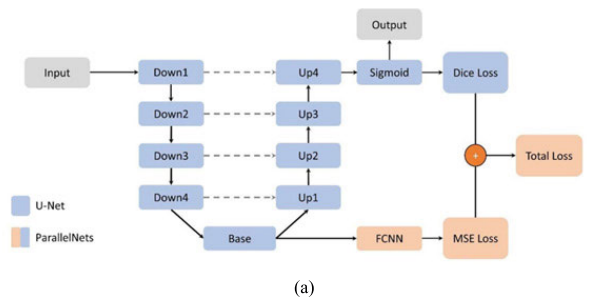 Output
Input
Down1
Up4
Sigmoid
Dice Loss
Down2
Up3
Down3
Up2
+
Total Loss
Down4
Up1
U-Net
ParallelNets
Base
FCNN
MSE Loss
(a)